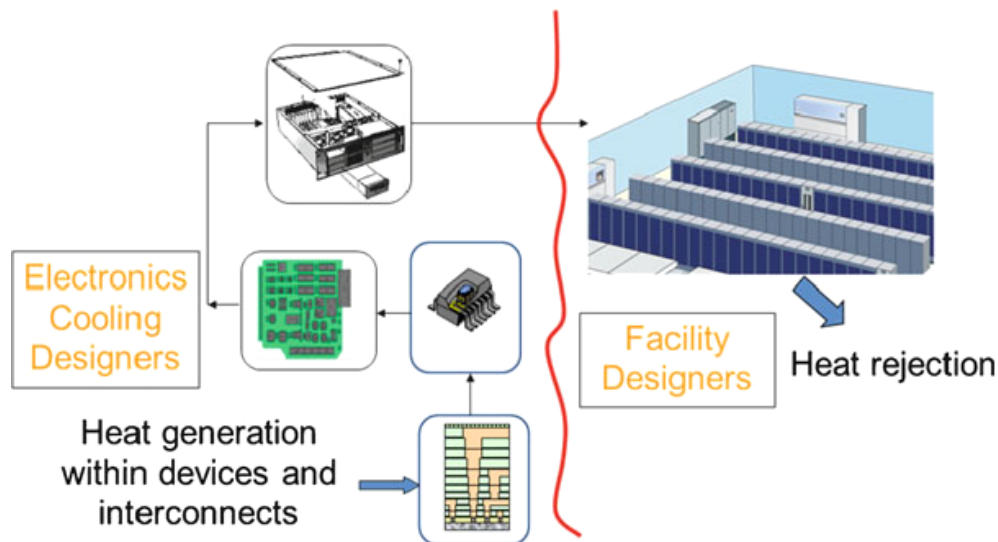 Electronics
Cooling
Designers
Facility
Designers
Heat rejection
Heat generation
within devices and
interconnects